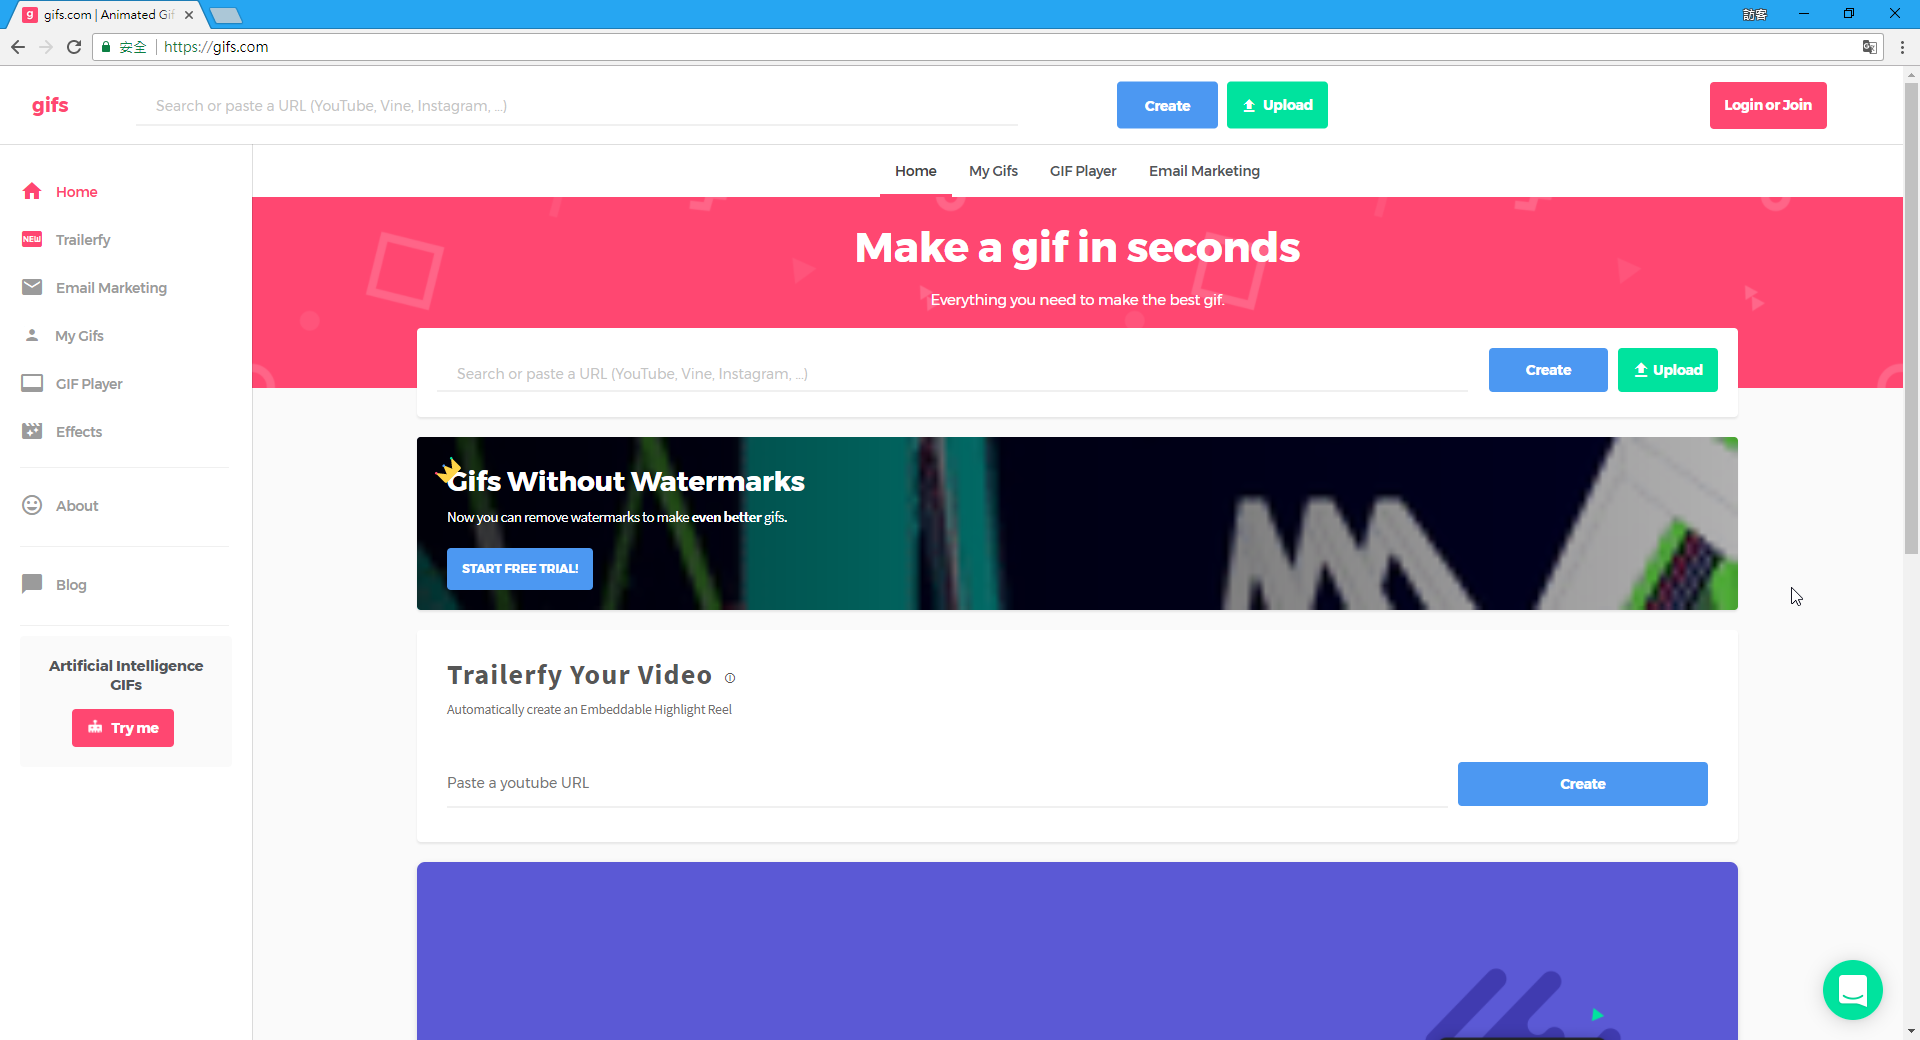 g gifs.com | Animated Gif
訪客
安全 | https://gifs.com
gifs
Search or paste a URL (YouTube, Vine, Instagram, ...)
Create
Upload
Login or Join
Home
My Gifs
GIF Player
Email Marketing
Home
NEW Trailerfy
Email Marketing
My Gifs
GIF Player
Effects
About
Blog
Artificial Intelligence
GIFs
Try me
Make a gif in seconds
Everything you need to make the best gif.
Search or paste a URL (YouTube, Vine, Instagram, ...)
Create
Upload
Gifs Without Watermarks
Now you can remove watermarks to make even better gifs.
START FREE TRIAL!
Trailerfy Your Video
Automatically create an Embeddable Highlight Reel
Paste a youtube URL
Create